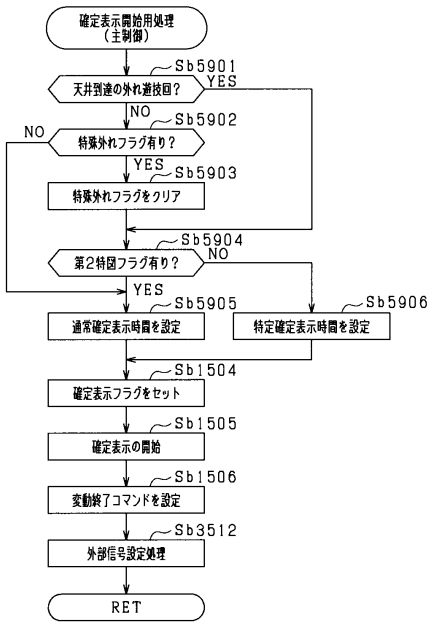 確定表示開始用処理
(主制御)
Sb5901
天井到達の外れ遊技回?
YES
NO
Sb5902
NO
特殊外れフラグ有り?
YES
Sb5903
特殊外れフラグをクリア
Sb5904
第2特図フラグ有り?
NO
YES
Sb5905
通常確定表示時間を設定
Sb5906
特定確定表示時間を設定
Sb1504
確定表示フラグをセット
Sb1505
確定表示の開始
Sb1506
変動終了コマンドを設定
Sb3512
外部信号設定処理
RET